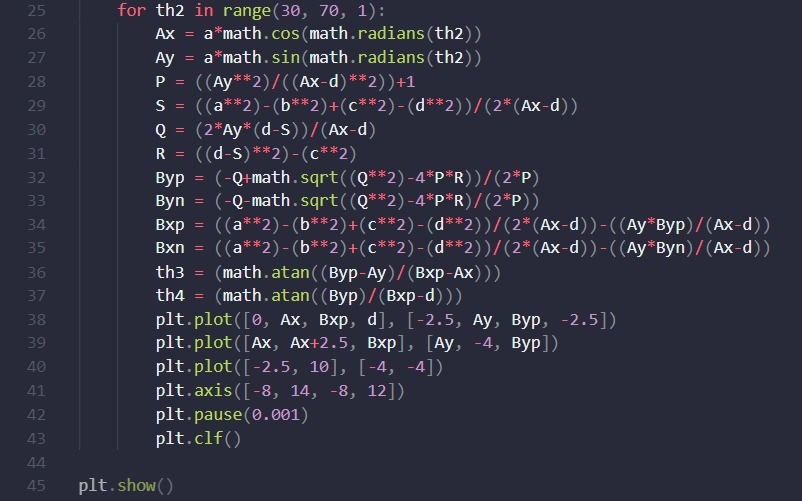 25 for th2 in range(30, 70, 1):
26 Ax = a*math.cos(math.radians(th2))
27 Ay = a*math.sin(math.radians(th2))
28 P = ((Ay**2)/((Ax-d)**2))+1
29 S = ((a**2)-(b**2)+(c**2)-(d**2))/(2*(Ax-d))
30 Q = (2*Ay*(d-S))/(Ax-d)
31 R = ((d-S)**2)-(c**2)
32 Byp = (-Q+math.sqrt((Q**2)-4*P*R))/(2*P)
33 Byn = (-Q-math.sqrt((Q**2)-4*P*R)/(2*P))
34 Bxp = ((a**2)-(b**2)+(c**2)-(d**2))/(2*(Ax-d))-((Ay*Byp)/(Ax-d))
35 Bxn = ((a**2)-(b**2)+(c**2)-(d**2))/(2*(Ax-d))-((Ay*Byn)/(Ax-d))
36 th3 = (math.atan((Byp-Ay)/(Bxp-Ax)))
37 th4 = (math.atan((Byp)/(Bxp-d)))
38 plt.plot([0, Ax, Bxp, d], [-2.5, Ay, Byp, -2.5])
39 plt.plot([Ax, Ax+2.5, Bxp], [Ay, -4, Byp])
40 plt.plot([-2.5, 10], [-4, -4])
41 plt.axis([-8, 14, -8, 12])
42 plt.pause(0.001)
43 plt.clf()
44
45 plt.show()